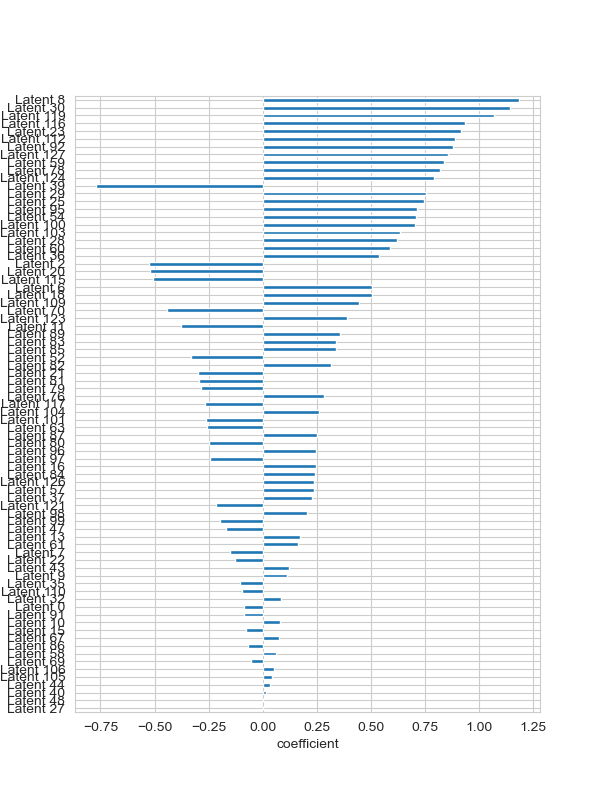 Latent 8
Latent 30
Latent 119
Latent 116
Latent 23
Latent 112
Latent 92
Latent 127
Latent 59
Latent 78
Latent 124
Latent 39
Latent 29
Latent 25
Latent 95
Latent 54
Latent 100
Latent 103
Latent 28
Latent 60
Latent 36
Latent 2
Latent 20
Latent 115
Latent 6
Latent 18
Latent 109
Latent 70
Latent 123
Latent 11
Latent 89
Latent 83
Latent 85
Latent 52
Latent 82
Latent 21
Latent 81
Latent 79
Latent 76
Latent 117
Latent 104
Latent 101
Latent 63
Latent 87
Latent 80
Latent 96
Latent 97
Latent 16
Latent 84
Latent 126
Latent 57
Latent 37
Latent 121
Latent 98
Latent 99
Latent 47
Latent 13
Latent 61
Latent 7
Latent 22
Latent 43
Latent 9
Latent 35
Latent 110
Latent 32
Latent 0
Latent 91
Latent 10
Latent 15
Latent 67
Latent 86
Latent 58
Latent 69
Latent 106
Latent 105
Latent 44
Latent 40
Latent 48
Latent 27
−0.75 −0.50 −0.25 0.00 0.25 0.50 0.75 1.00 1.25
coefficient